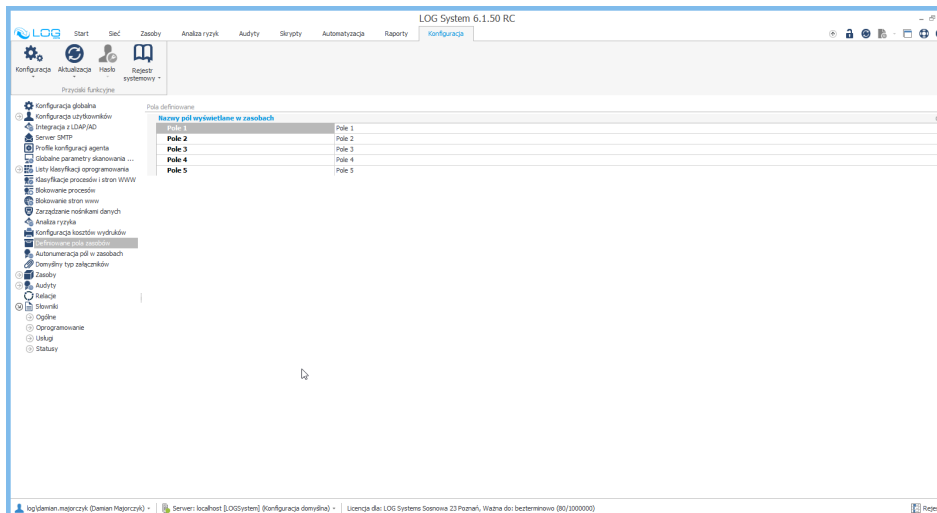 LOG System 6.1.50 RC
LOG Start Sieć Zasoby Analiza ryzyk Audyty Skrypty Automatyzacja Raporty Konfiguracja
Konfiguracja Aktualizacja Hasło Rejestr systemowy
Przyciski funkcyjne
Konfiguracja globalna
Konfiguracja użytkowników
Integracja z LDAP/AD
Serwer SMTP
Profile konfiguracji agenta
Globalne parametry skanowania ...
Listy klasyfikacji oprogramowania
Klasyfikacje procesów i stron WWW
Blokowanie procesów
Blokowanie stron www
Zarządzanie nośnikami danych
Analiza ryzyka
Konfiguracja kosztów wydruków
Definiowane pole zasobów
Autonumeracja pól w zasobach
Domyślny typ załączników
Zasoby
Audyty
Relacje
Słowniki
Ogólne
Oprogramowanie
Usługi
Statusy
Pola definiowane
Nazwy pól wyświetlane w zasobach
Pole 1 Pole 1
Pole 2 Pole 2
Pole 3 Pole 3
Pole 4 Pole 4
Pole 5 Pole 5
log\damian.majorczyk (Damian Majorczyk) Serwer: localhost [LOGSystem] (Konfiguracja domyślna) Licencja dla: LOG Systems Sosnowa 23 Poznań, Ważna do: bezterminowo (80/1000000) Rejes